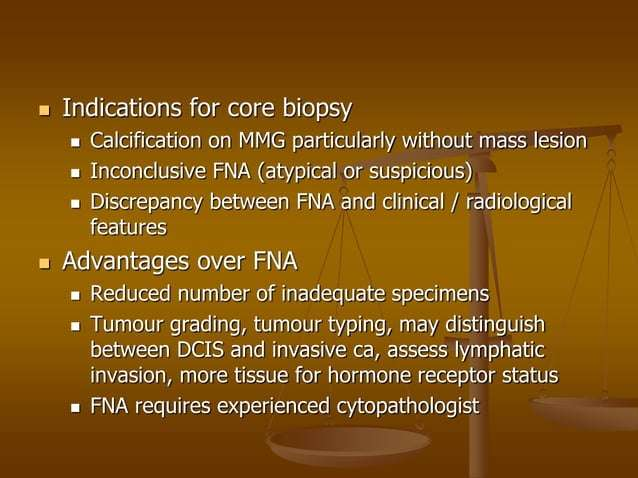 Indications for core biopsy
Calcification on MMG particularly without mass lesion
Inconclusive FNA (atypical or suspicious)
Discrepancy between FNA and clinical / radiological
features
Advantages over FNA
Reduced number of inadequate specimens
Tumour grading, tumour typing, may distinguish
between DCIS and invasive ca, assess lymphatic
invasion, more tissue for hormone receptor status
FNA requires experienced cytopathologist